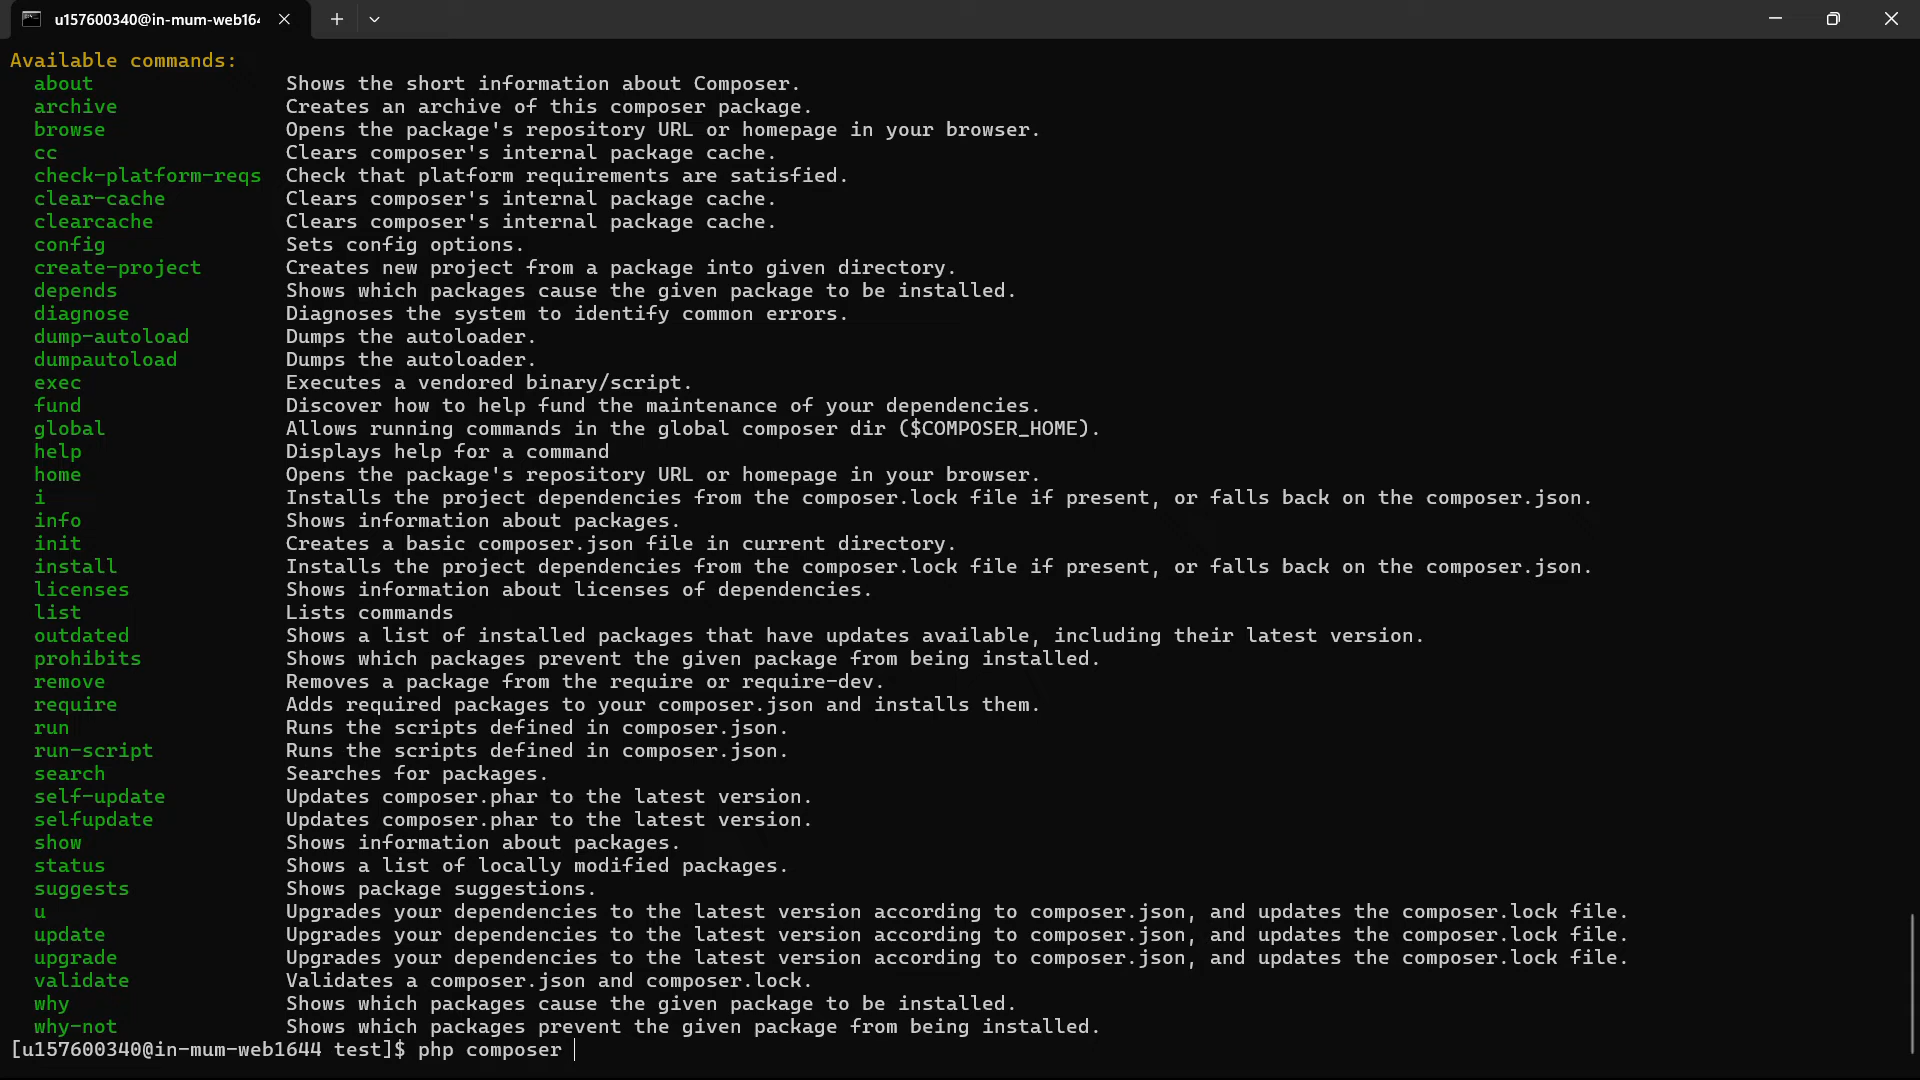 u157600340@in-mum-web164
Available commands:
about Shows the short information about Composer.
archive Creates an archive of this composer package.
browse Opens the package's repository URL or homepage in your browser.
cc Clears composer's internal package cache.
check-platform-reqs Check that platform requirements are satisfied.
clear-cache Clears composer's internal package cache.
clearcache Clears composer's internal package cache.
config Sets config options.
create-project Creates new project from a package into given directory.
depends Shows which packages cause the given package to be installed.
diagnose Diagnoses the system to identify common errors.
dump-autoload Dumps the autoloader.
dumpautoload Dumps the autoloader.
exec Executes a vendored binary/script.
fund Discover how to help fund the maintenance of your dependencies.
global Allows running commands in the global composer dir ($COMPOSER_HOME).
help Displays help for a command
home Opens the package's repository URL or homepage in your browser.
i Installs the project dependencies from the composer.lock file if present, or falls back on the composer.json.
info Shows information about packages.
init Creates a basic composer.json file in current directory.
install Installs the project dependencies from the composer.lock file if present, or falls back on the composer.json.
licenses Shows information about licenses of dependencies.
list Lists commands
outdated Shows a list of installed packages that have updates available, including their latest version.
prohibits Shows which packages prevent the given package from being installed.
remove Removes a package from the require or require-dev.
require Adds required packages to your composer.json and installs them.
run Runs the scripts defined in composer.json.
run-script Runs the scripts defined in composer.json.
search Searches for packages.
self-update Updates composer.phar to the latest version.
selfupdate Updates composer.phar to the latest version.
show Shows information about packages.
status Shows a list of locally modified packages.
suggests Shows package suggestions.
u Upgrades your dependencies to the latest version according to composer.json, and updates the composer.lock file.
update Upgrades your dependencies to the latest version according to composer.json, and updates the composer.lock file.
upgrade Upgrades your dependencies to the latest version according to composer.json, and updates the composer.lock file.
validate Validates a composer.json and composer.lock.
why Shows which packages cause the given package to be installed.
why-not Shows which packages prevent the given package from being installed.
[u157600340@in-mum-web1644 test]$ php composer